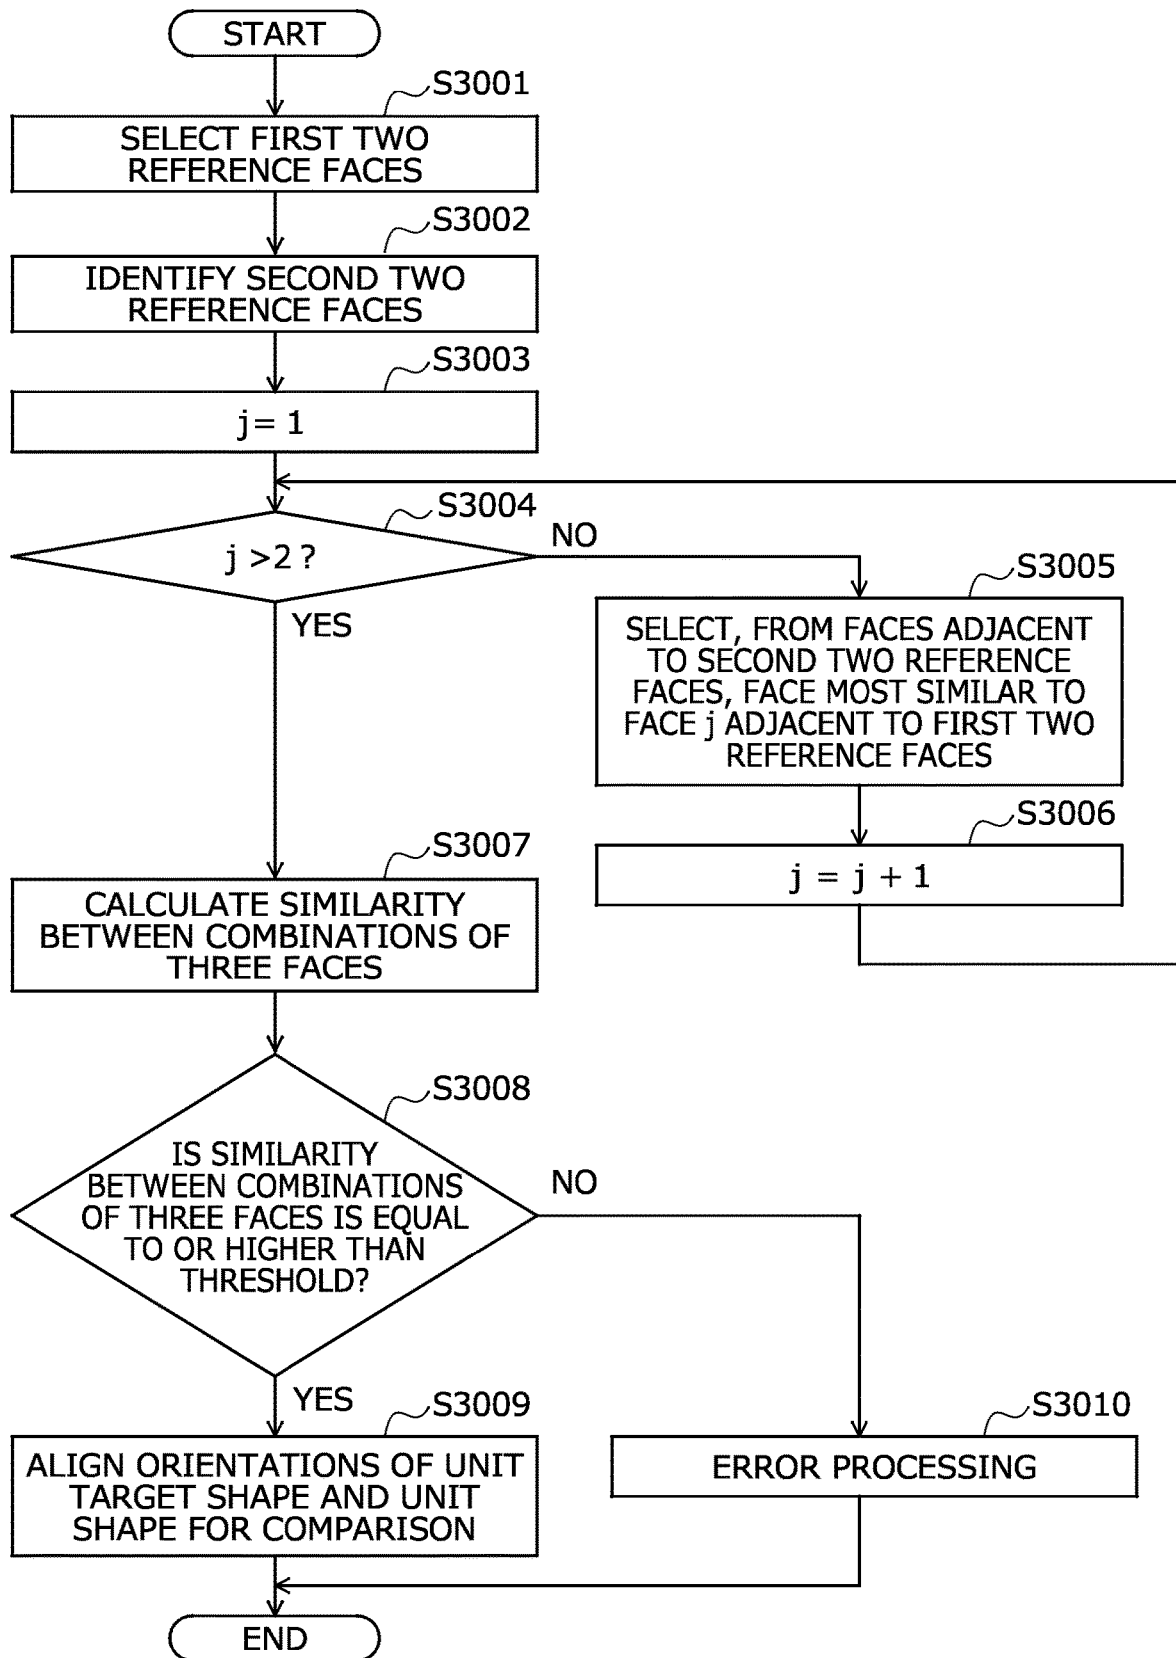 START
S3001
SELECT FIRST TWO
REFERENCE FACES
S3002
IDENTIFY SECOND TWO
REFERENCE FACES
S3003
j= 1
S3004
j >2 ?
NO
YES
S3005
SELECT, FROM FACES ADJACENT
TO SECOND TWO REFERENCE
FACES, FACE MOST SIMILAR TO
FACE j ADJACENT TO FIRST TWO
REFERENCE FACES
S3006
j = j + 1
S3007
CALCULATE SIMILARITY
BETWEEN COMBINATIONS OF
THREE FACES
S3008
IS SIMILARITY
BETWEEN COMBINATIONS
OF THREE FACES IS EQUAL
TO OR HIGHER THAN
THRESHOLD?
NO
YES
S3009
ALIGN ORIENTATIONS OF UNIT
TARGET SHAPE AND UNIT
SHAPE FOR COMPARISON
S3010
ERROR PROCESSING
END